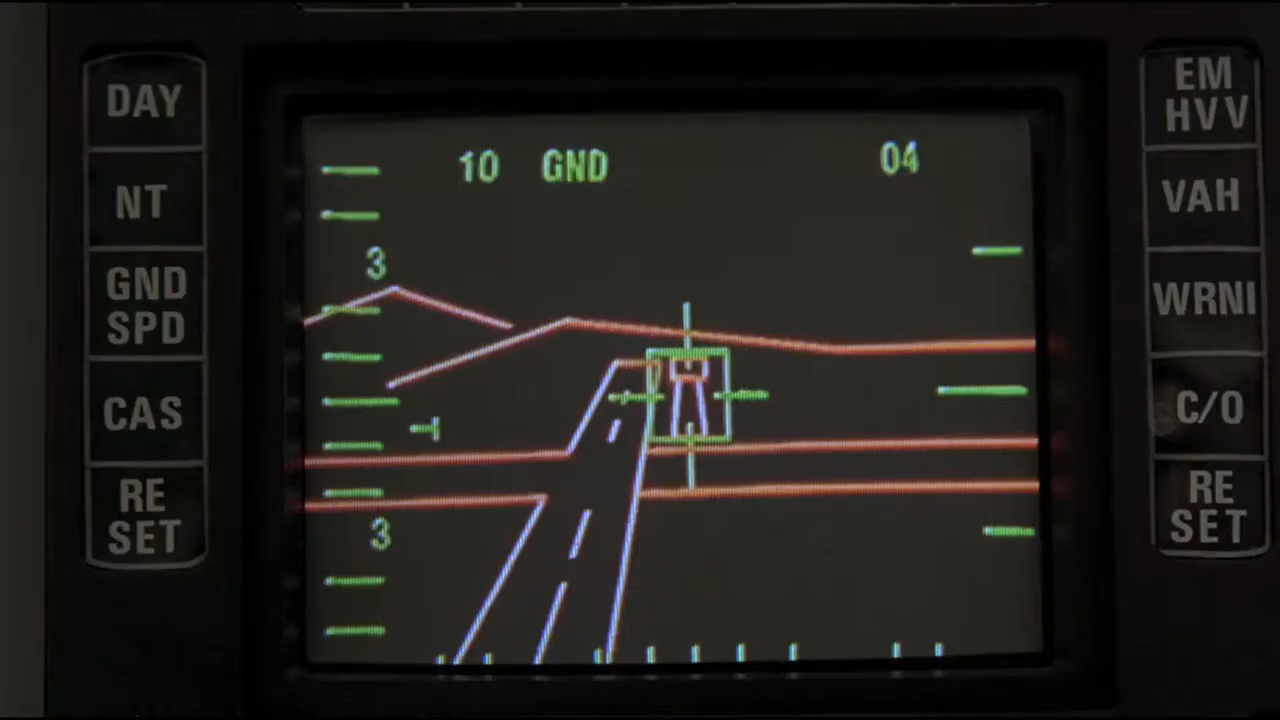 DAY
NT
GND
SPD
CAS
RE
SET
10 GND 04
3
3
EM
HVV
VAH
WRNI
C/O
RE
SET